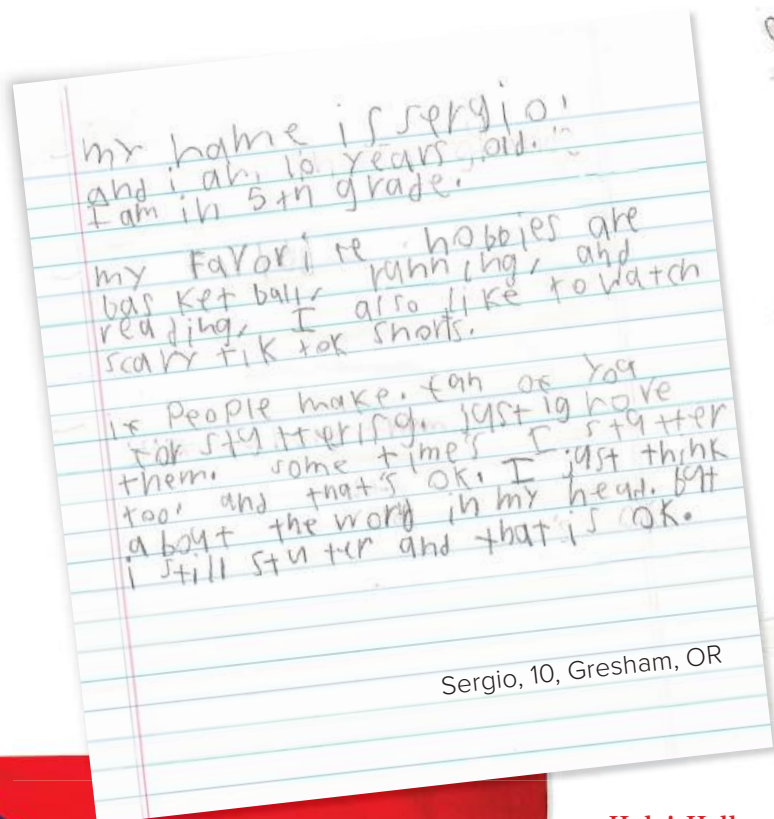 my name is sergio.
and i am 10 years old.
I am in 5th grade.
my Favorite hobbies are
basketball, running, and
reading, I also like to watch
scary tik tok shorts.
if People make. fan of you
for stuttering. just ignore
them. some time's I stutter
too, and that's ok. I just think
about the word in my head. But
i still stutter and that is ok.
Sergio, 10, Gresham, OR